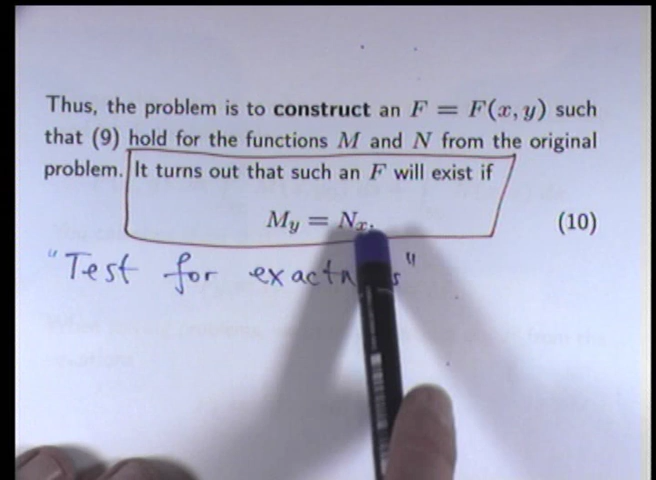 Thus, the problem is to construct an F = F(x, y) such
that (9) hold for the functions M and N from the original
problem. It turns out that such an F will exist if
My = Nx. (10)
"Test for